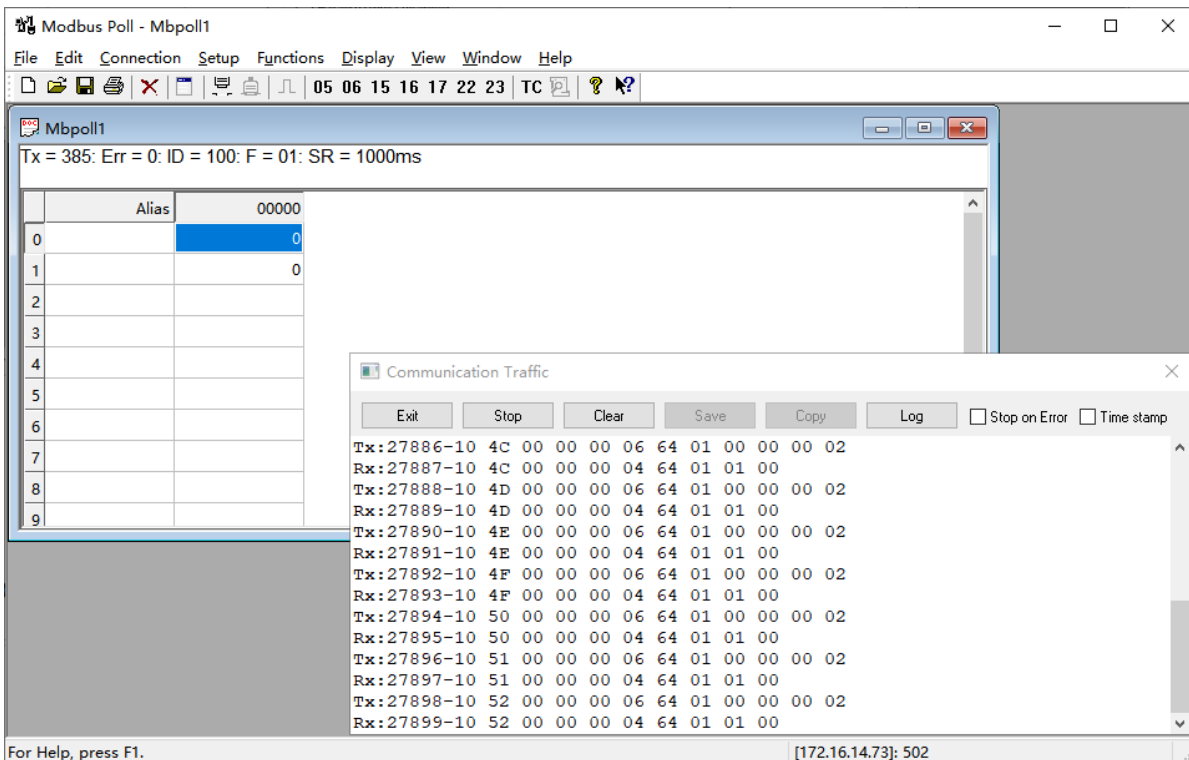 Modbus Poll - Mbpoll1
File Edit Connection Setup Functions Display View Window Help
05 06 15 16 17 22 23 TC
Mbpoll1
Tx = 385: Err = 0: ID = 100: F = 01: SR = 1000ms
Alias 00000
0 0
1 0
2
3
4
5
6
7
8
9
Communication Traffic
Exit Stop Clear Save Copy Log Stop on Error Time stamp
Tx:27886-10 4C 00 00 00 06 64 01 00 00 00 02
Rx:27887-10 4C 00 00 00 04 64 01 01 00
Tx:27888-10 4D 00 00 00 06 64 01 00 00 00 02
Rx:27889-10 4D 00 00 00 04 64 01 01 00
Tx:27890-10 4E 00 00 00 06 64 01 00 00 00 02
Rx:27891-10 4E 00 00 00 04 64 01 01 00
Tx:27892-10 4F 00 00 00 06 64 01 00 00 00 02
Rx:27893-10 4F 00 00 00 04 64 01 01 00
Tx:27894-10 50 00 00 00 06 64 01 00 00 00 02
Rx:27895-10 50 00 00 00 04 64 01 01 00
Tx:27896-10 51 00 00 00 06 64 01 00 00 00 02
Rx:27897-10 51 00 00 00 04 64 01 01 00
Tx:27898-10 52 00 00 00 06 64 01 00 00 00 02
Rx:27899-10 52 00 00 00 04 64 01 01 00
For Help, press F1. [172.16.14.73]: 502